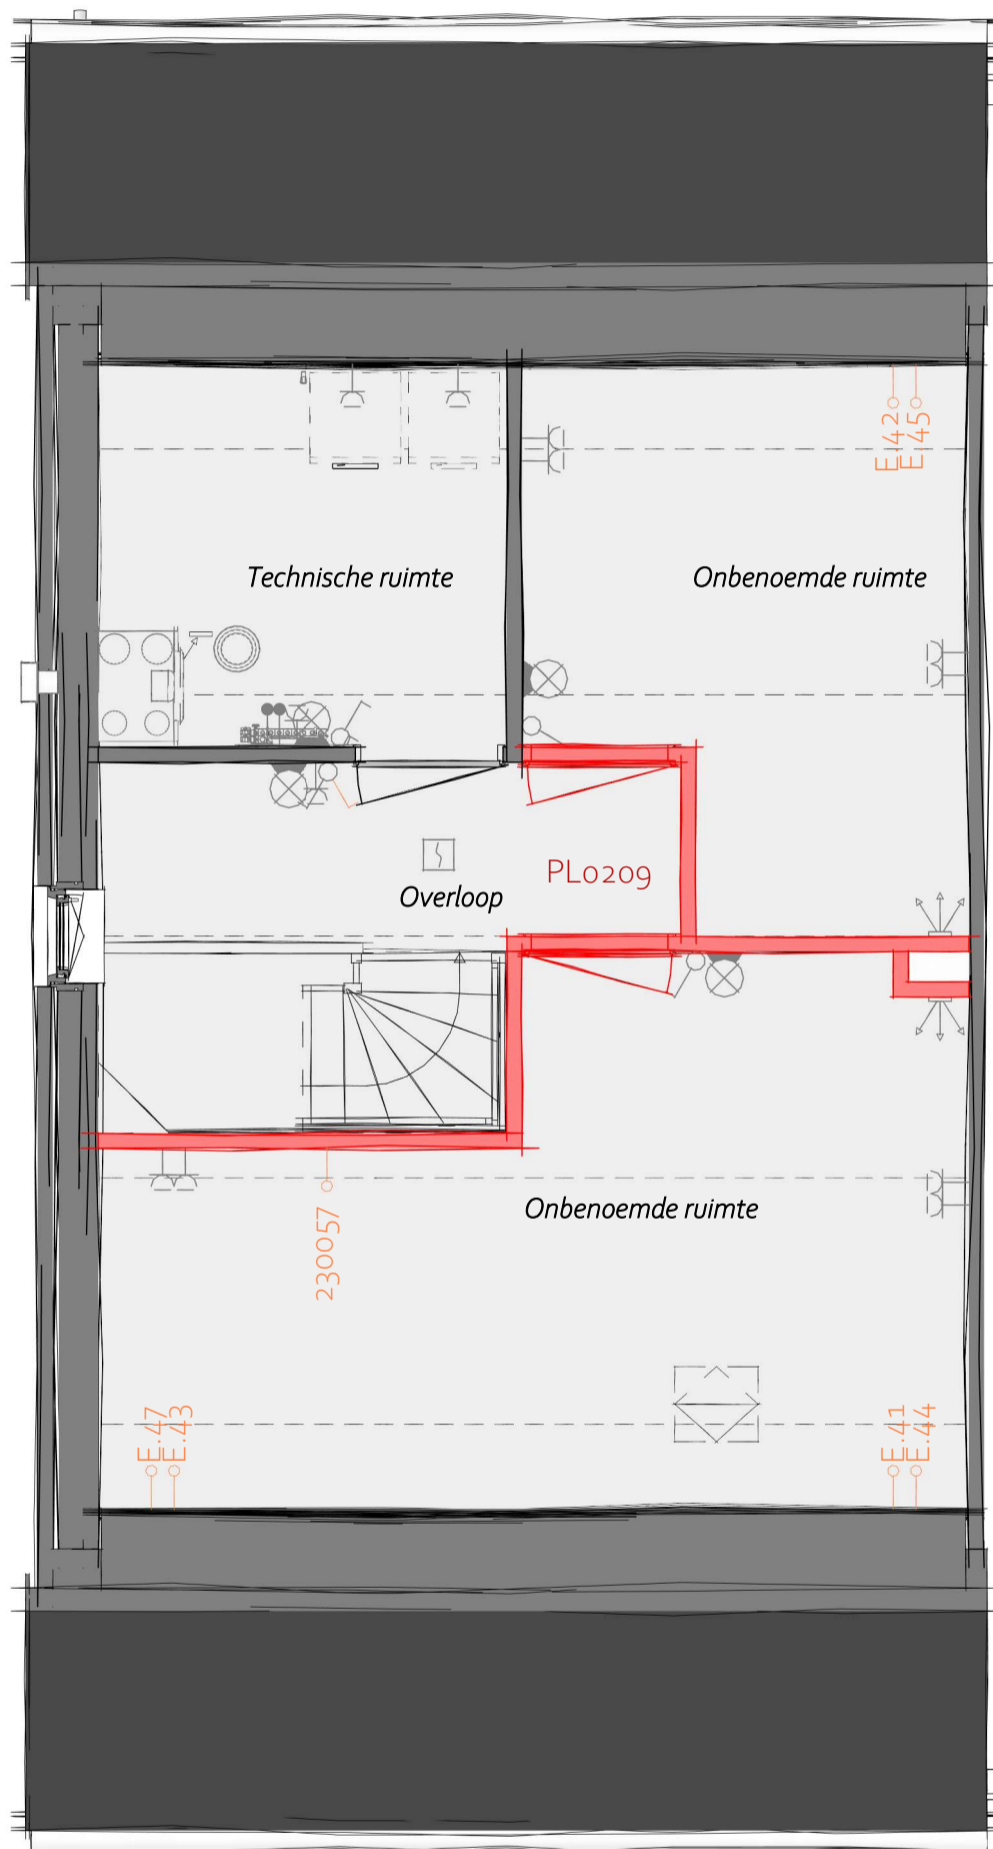 E.42
E.45
Technische ruimte
Onbenoemde ruimte
PL0209
Overloop
Onbenoemde ruimte
230057
E.47
E.43
E.41
E.44